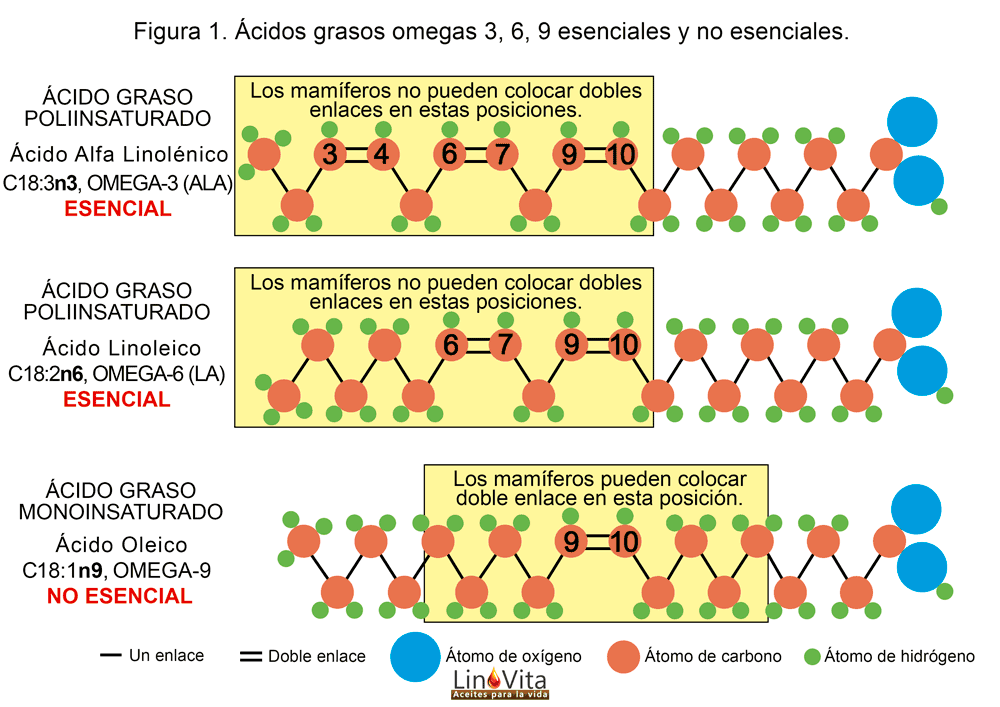 Figura 1. Ácidos grasos omegas 3, 6, 9 esenciales y no esenciales.
ÁCIDO GRASO
POLIINSATURADO
Ácido Alfa Linolénico
C18:3n3, OMEGA-3 (ALA)
ESENCIAL
Los mamíferos no pueden colocar dobles
enlaces en estas posiciones.
3 4 6 7 9 10
ÁCIDO GRASO
POLIINSATURADO
Ácido Linoleico
C18:2n6, OMEGA-6 (LA)
ESENCIAL
Los mamíferos no pueden colocar dobles
enlaces en estas posiciones.
6 7 9 10
ÁCIDO GRASO
MONOINSATURADO
Ácido Oleico
C18:1n9, OMEGA-9
NO ESENCIAL
Los mamíferos pueden colocar
doble enlace en esta posición.
9 10
Un enlace
Doble enlace
Átomo de oxígeno
Átomo de carbono
Átomo de hidrógeno
LinVita
Aceites para la vida